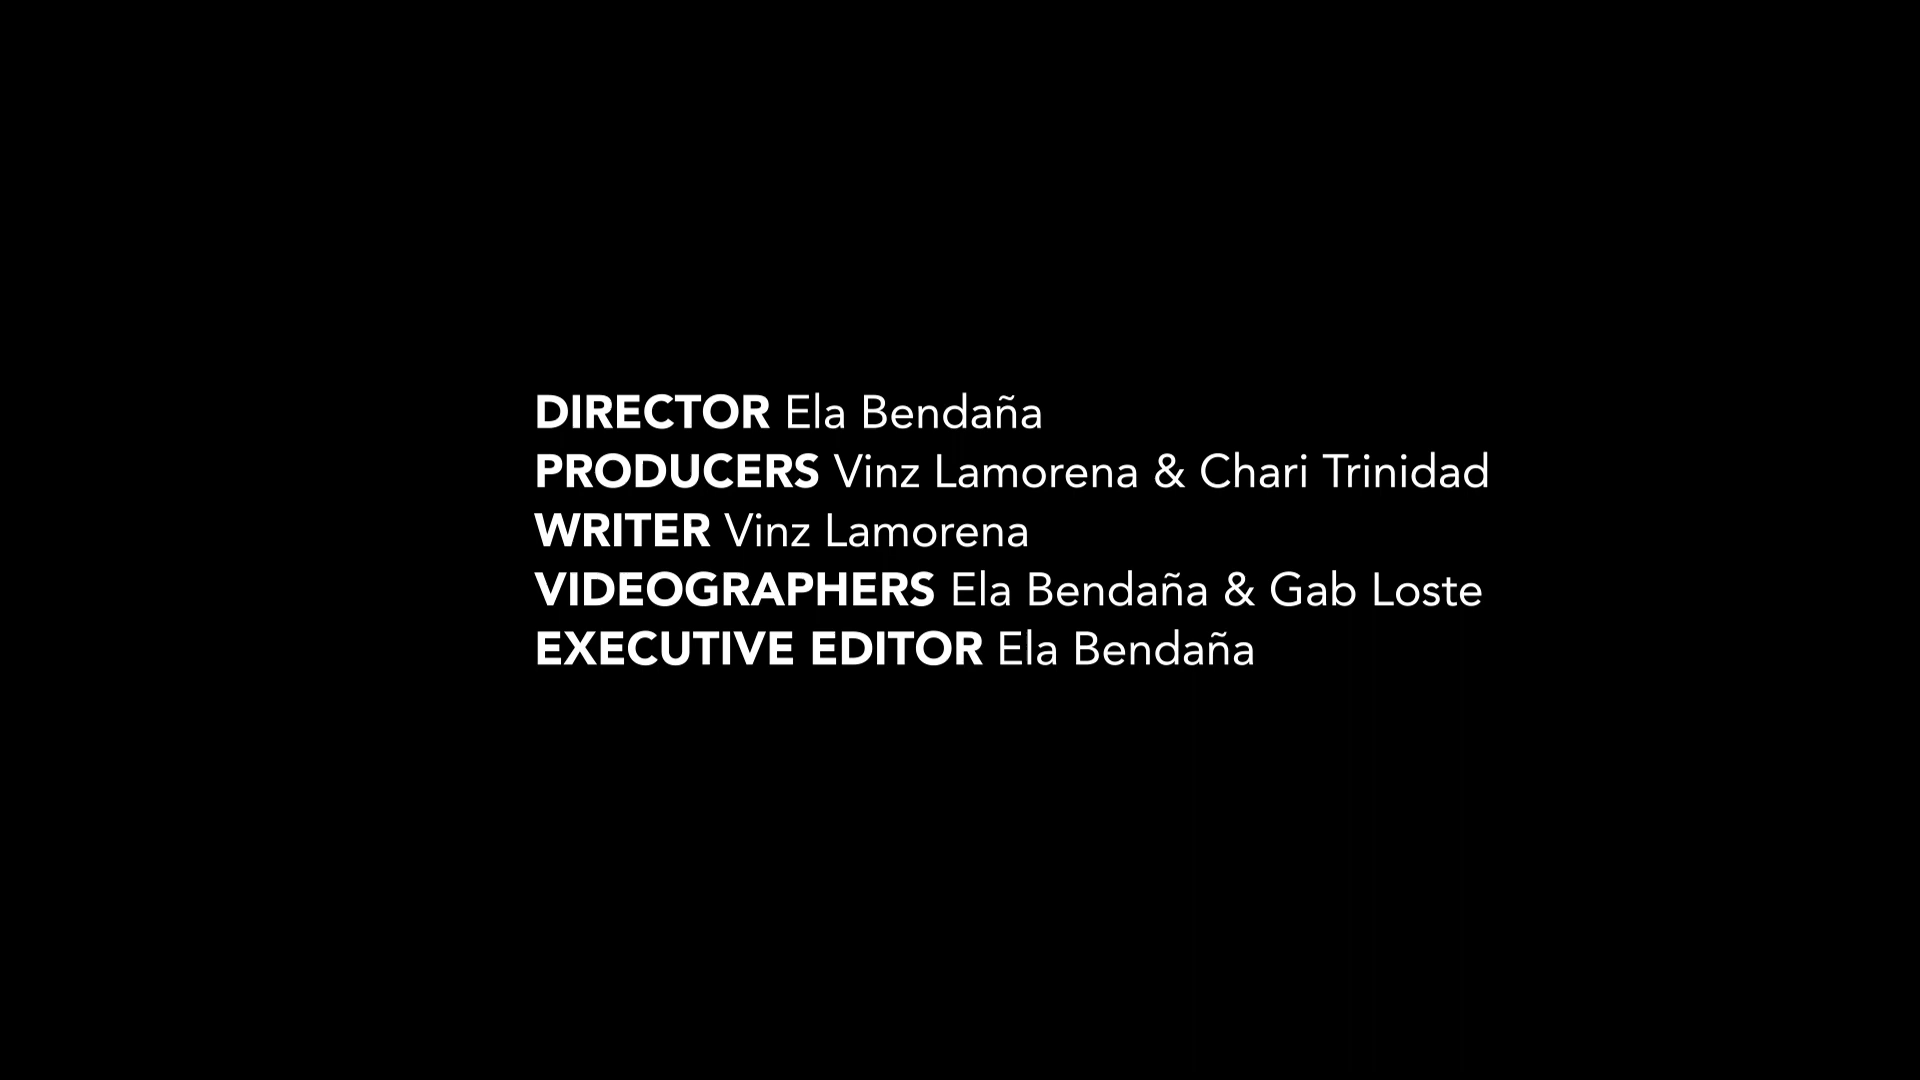 DIRECTOR Ela Bendaña
PRODUCERS Vinz Lamorena & Chari Trinidad
WRITER Vinz Lamorena
VIDEOGRAPHERS Ela Bendaña & Gab Loste
EXECUTIVE EDITOR Ela Bendaña